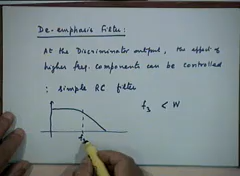 De-emphasis Filter:
At the Discriminator output, the effect of
higher freq. components can be controlled
: simple RC filter
f₃ < W
f₃